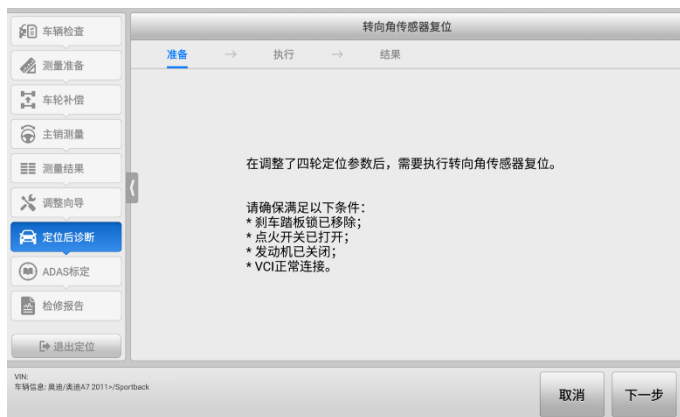 车辆检查
转向角传感器复位
准备 → 执行 → 结果
测量准备
车轮补偿
主销测量
测量结果
调整向导
定位后诊断
ADAS标定
检修报告
退出定位
在调整了四轮定位参数后，需要执行转向角传感器复位。
请确保满足以下条件：
* 刹车踏板锁已移除；
* 点火开关已打开；
* 发动机已关闭；
* VCI正常连接。
VIN:
车辆信息: 奥迪/奥迪A7 2011>/Sportback
取消
下一步